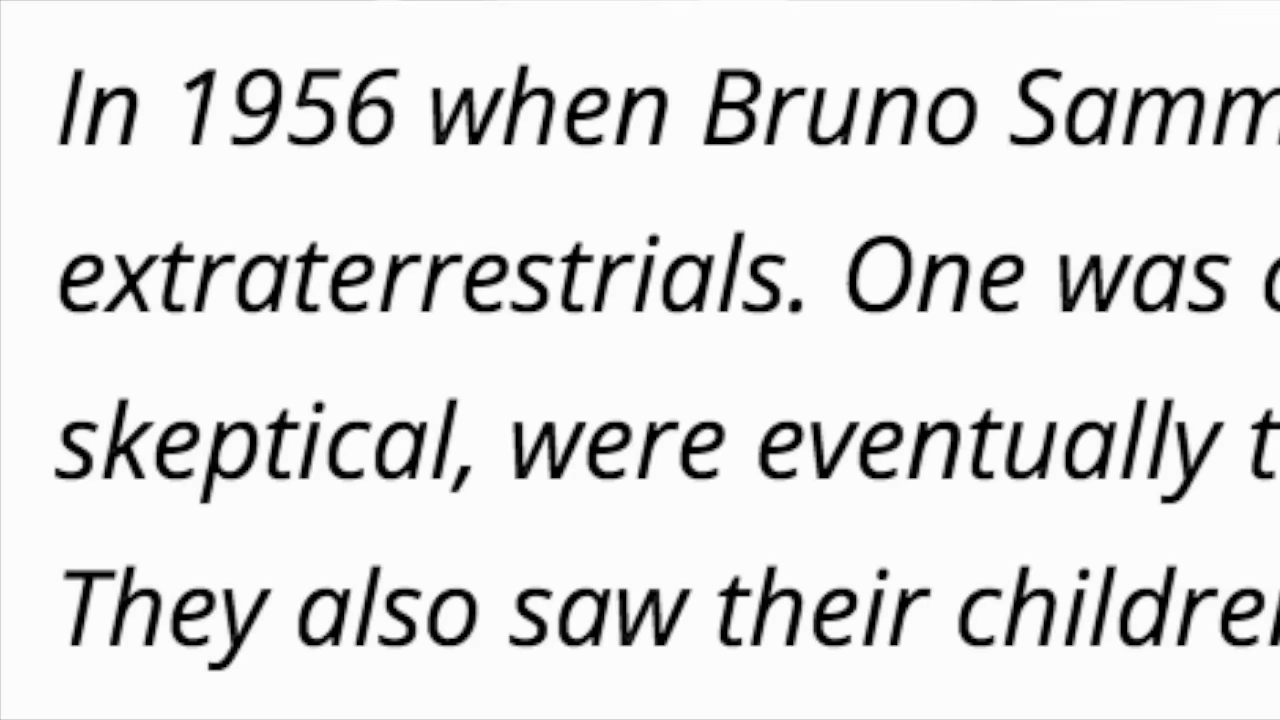 In 1956 when Bruno Samm
extraterrestrials. One was
skeptical, were eventually t
They also saw their childre